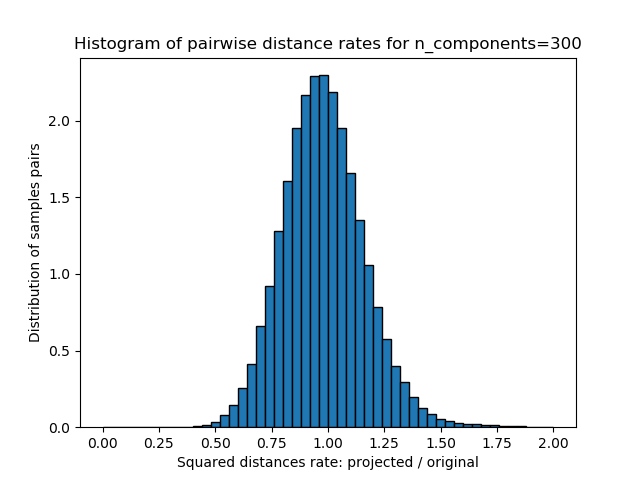 Histogram of pairwise distance rates for n_components=300
Distribution of samples pairs
2.0
1.5
1.0
0.5
0.0
0.00 0.25 0.50 0.75 1.00 1.25 1.50 1.75 2.00
Squared distances rate: projected / original